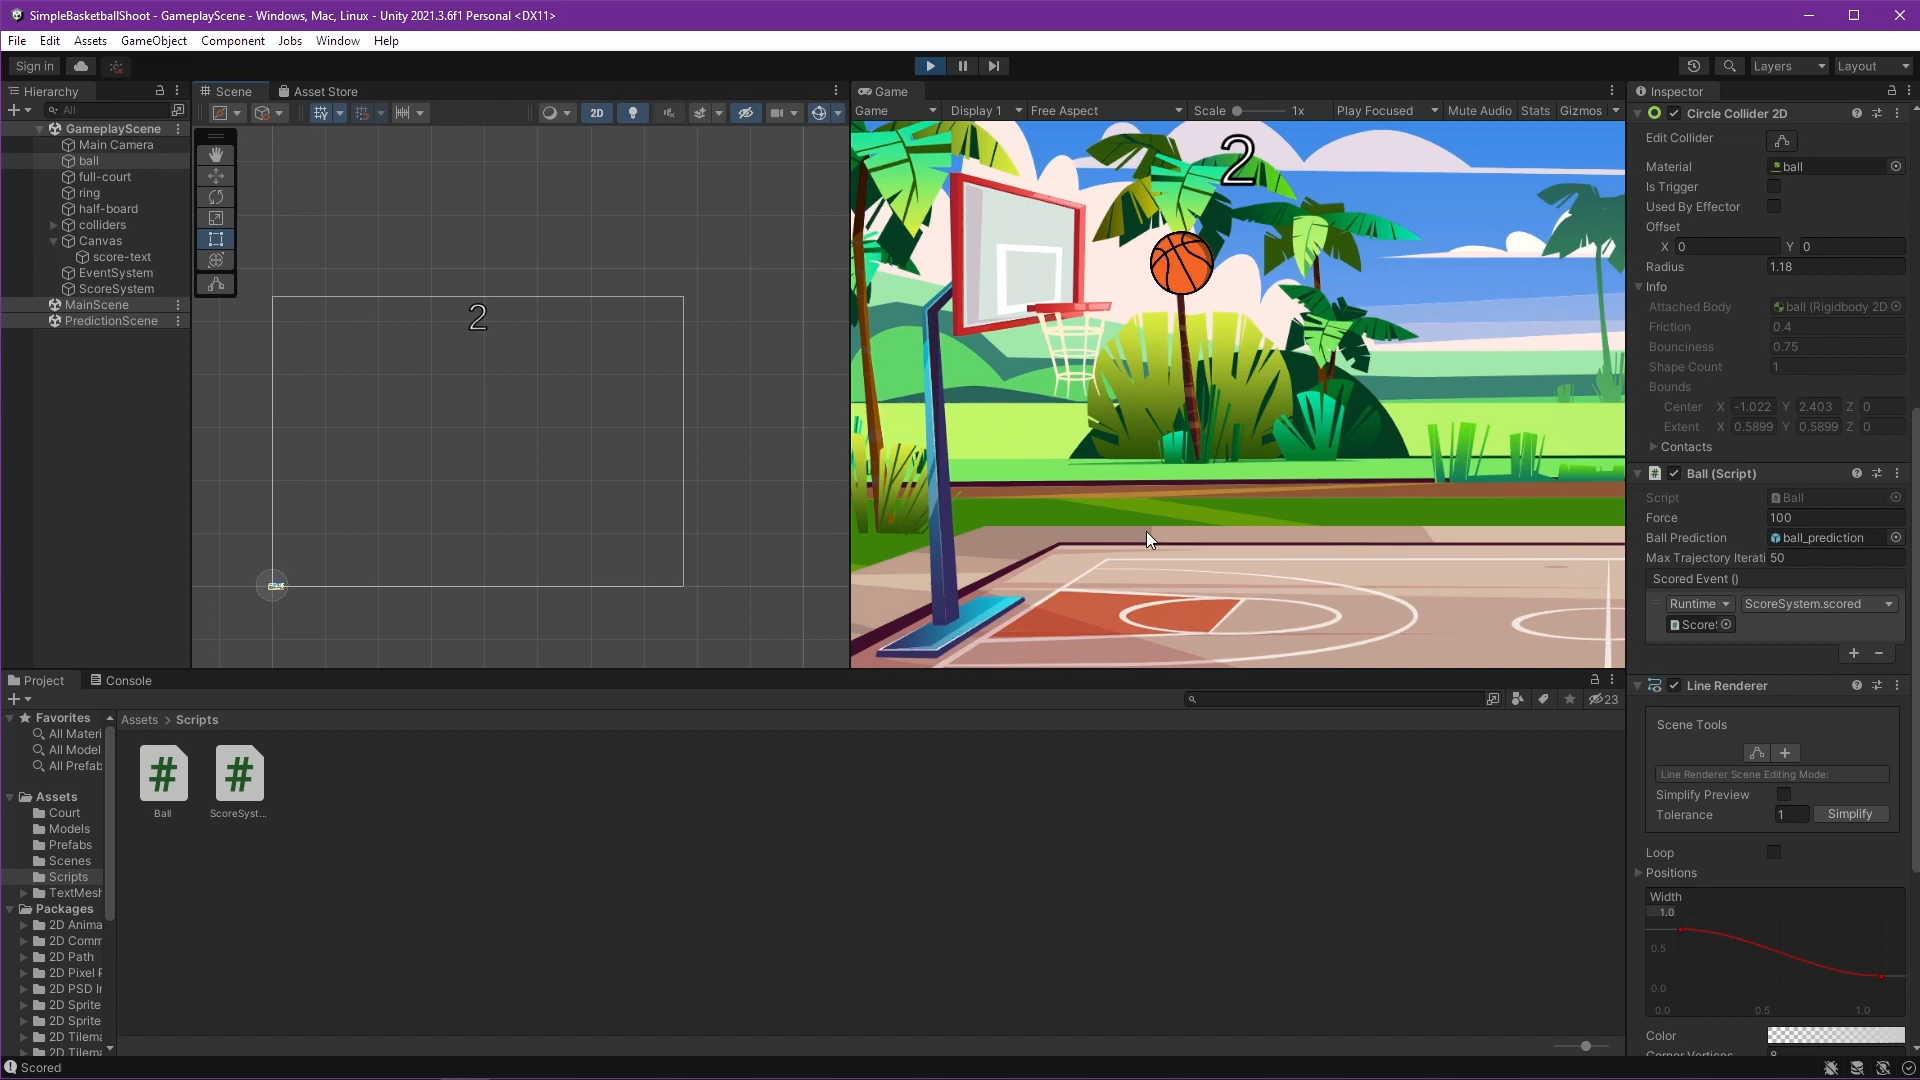 SimpleBasketballShoot - GameplayScene - Windows, Mac, Linux - Unity 2021.3.6f1 Personal <DX11>
File Edit Assets GameObject Component Jobs Window Help
Sign in Layers Layout
Hierarchy
All
GameplayScene
Main Camera
ball
full-court
ring
half-board
colliders
Canvas
score-text
EventSystem
ScoreSystem
MainScene
PredictionScene
Scene Asset Store
2D
2
Game
Game Display 1 Free Aspect Scale 1x Play Focused Mute Audio Stats Gizmos
2
Inspector
Circle Collider 2D
Edit Collider
Material ball
Is Trigger
Used By Effector
Offset
X 0 Y 0
Radius 1.18
Info
Attached Body ball (Rigidbody 2D
Friction 0.4
Bounciness 0.75
Shape Count 1
Bounds
Center X -1.022 Y 2.403 Z 0
Extent X 0.5899 Y 0.5899 Z 0
Contacts
Ball (Script)
Script Ball
Force 100
Ball Prediction ball_prediction
Max Trajectory Iterati 50
Scored Event ()
Runtime ScoreSystem.scored
Score
Line Renderer
Scene Tools
Line Renderer Scene Editing Mode:
Simplify Preview
Tolerance 1 Simplify
Loop
Positions
Width
1.0
0.5
0.0
0.0 0.5 1.0
Color
Project Console
23
Favorites
All Materi
All Model
All Prefab
Assets
Court
Models
Prefabs
Scenes
Scripts
TextMesh
Packages
2D Anima
2D Comm
2D Path
2D Pixel P
2D PSD Im
2D Sprite
2D Sprite
2D Tilema
2D Tilema
Assets > Scripts
Ball
ScoreSyst...
Scored